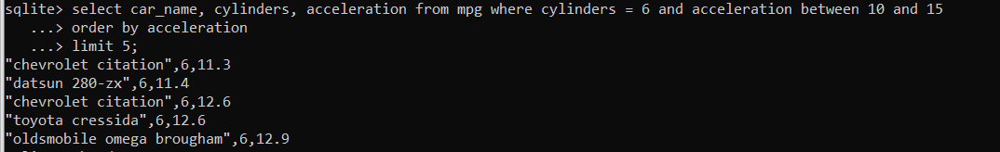 sqlite> select car_name, cylinders, acceleration from mpg where cylinders = 6 and acceleration between 10 and 15
...> order by acceleration
...> limit 5;
"chevrolet citation",6,11.3
"datsun 280-zx",6,11.4
"chevrolet citation",6,12.6
"toyota cressida",6,12.6
"oldsmobile omega brougham",6,12.9